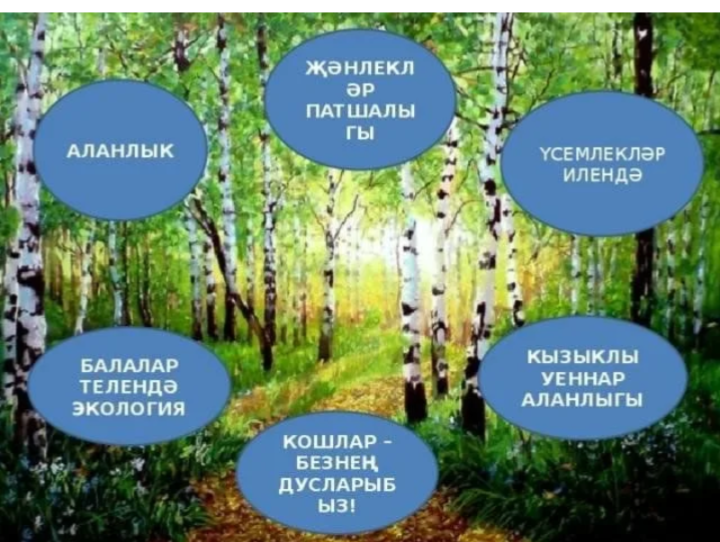 ҖӘНЛЕКЛ
ӘР
ПАТШАЛЫ
ГЫ
АЛАНЛЫК
ҮСЕМЛЕКЛӘР
ИЛЕНДӘ
БАЛАЛАР
ТЕЛЕНДӘ
ЭКОЛОГИЯ
КЫЗЫКЛЫ
УЕННАР
АЛАНЛЫГЫ
КОШЛАР –
БЕЗНЕҢ
ДУСЛАРЫБ
ЫЗ!